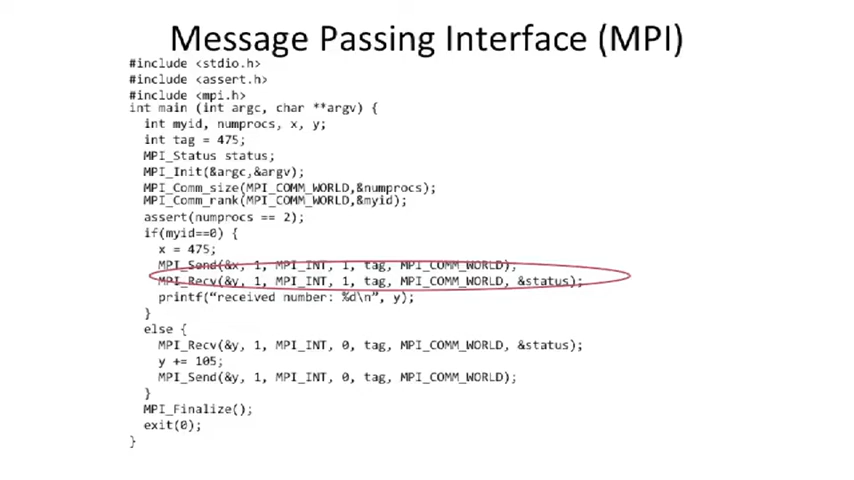 Message Passing Interface (MPI)
#include <stdio.h>
#include <assert.h>
#include <mpi.h>
int main (int argc, char **argv) {
int myid, numprocs, x, y;
int tag = 475;
MPI_Status status;
MPI_Init(&argc,&argv);
MPI_Comm_size(MPI_COMM_WORLD,&numprocs);
MPI_Comm_rank(MPI_COMM_WORLD,&myid);
assert(numprocs == 2);
if(myid==0) {
x = 475;
MPI_Send(&x, 1, MPI_INT, 1, tag, MPI_COMM_WORLD);
MPI_Recv(&y, 1, MPI_INT, 1, tag, MPI_COMM_WORLD, &status);
printf(“received number: %d\n”, y);
}
else {
MPI_Recv(&y, 1, MPI_INT, 0, tag, MPI_COMM_WORLD, &status);
y += 105;
MPI_Send(&y, 1, MPI_INT, 0, tag, MPI_COMM_WORLD);
}
MPI_Finalize();
exit(0);
}